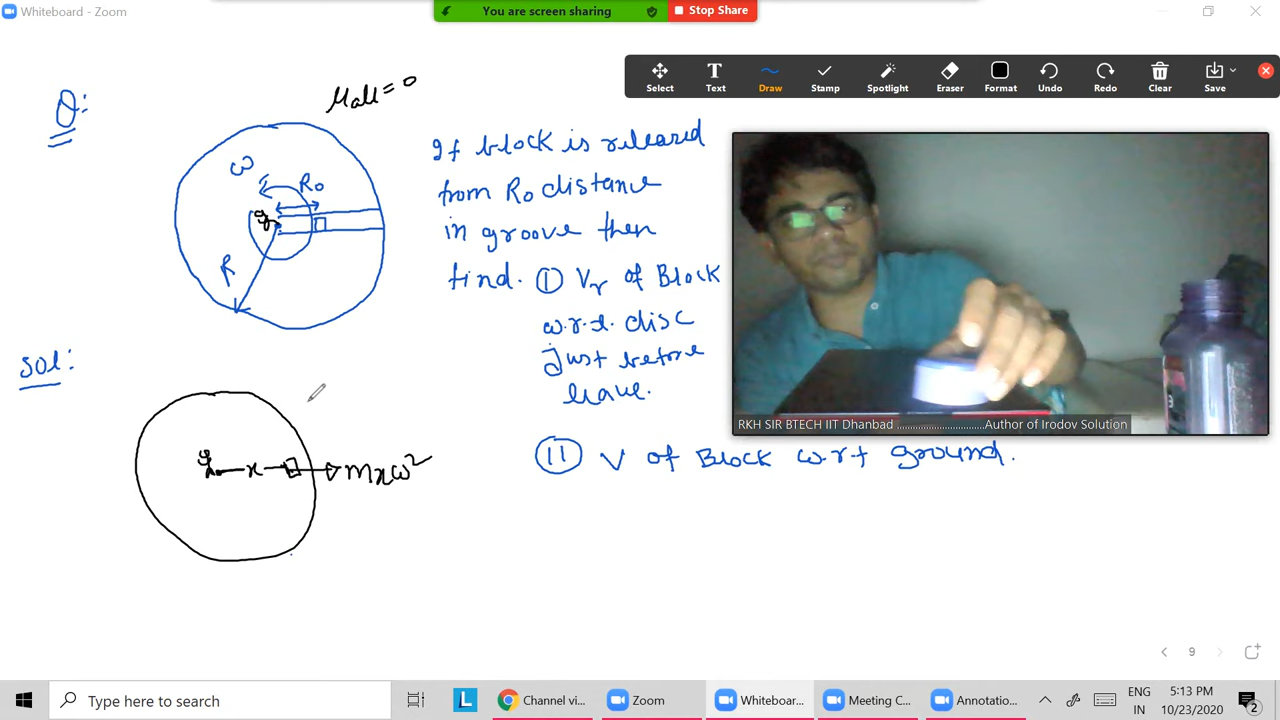 Whiteboard - Zoom
You are screen sharing
Stop Share
Select
Text
Draw
Stamp
Spotlight
Eraser
Format
Undo
Redo
Clear
Save
Q:
μall = 0
ω
R0
R
If block is released
from R0 distance
in groove then
find. (I) Vr of Block
w.r.t. disc
just before
leave.
(II) V of Block w.r.t ground.
Sol:
x
mxω²
RKH SIR BTECH IIT Dhanbad ...............................Author of Irodov Solution
9
Type here to search
L
Channel vi...
Zoom
Whiteboar...
Meeting C...
Annotatio...
ENG
IN
5:13 PM
10/23/2020
2